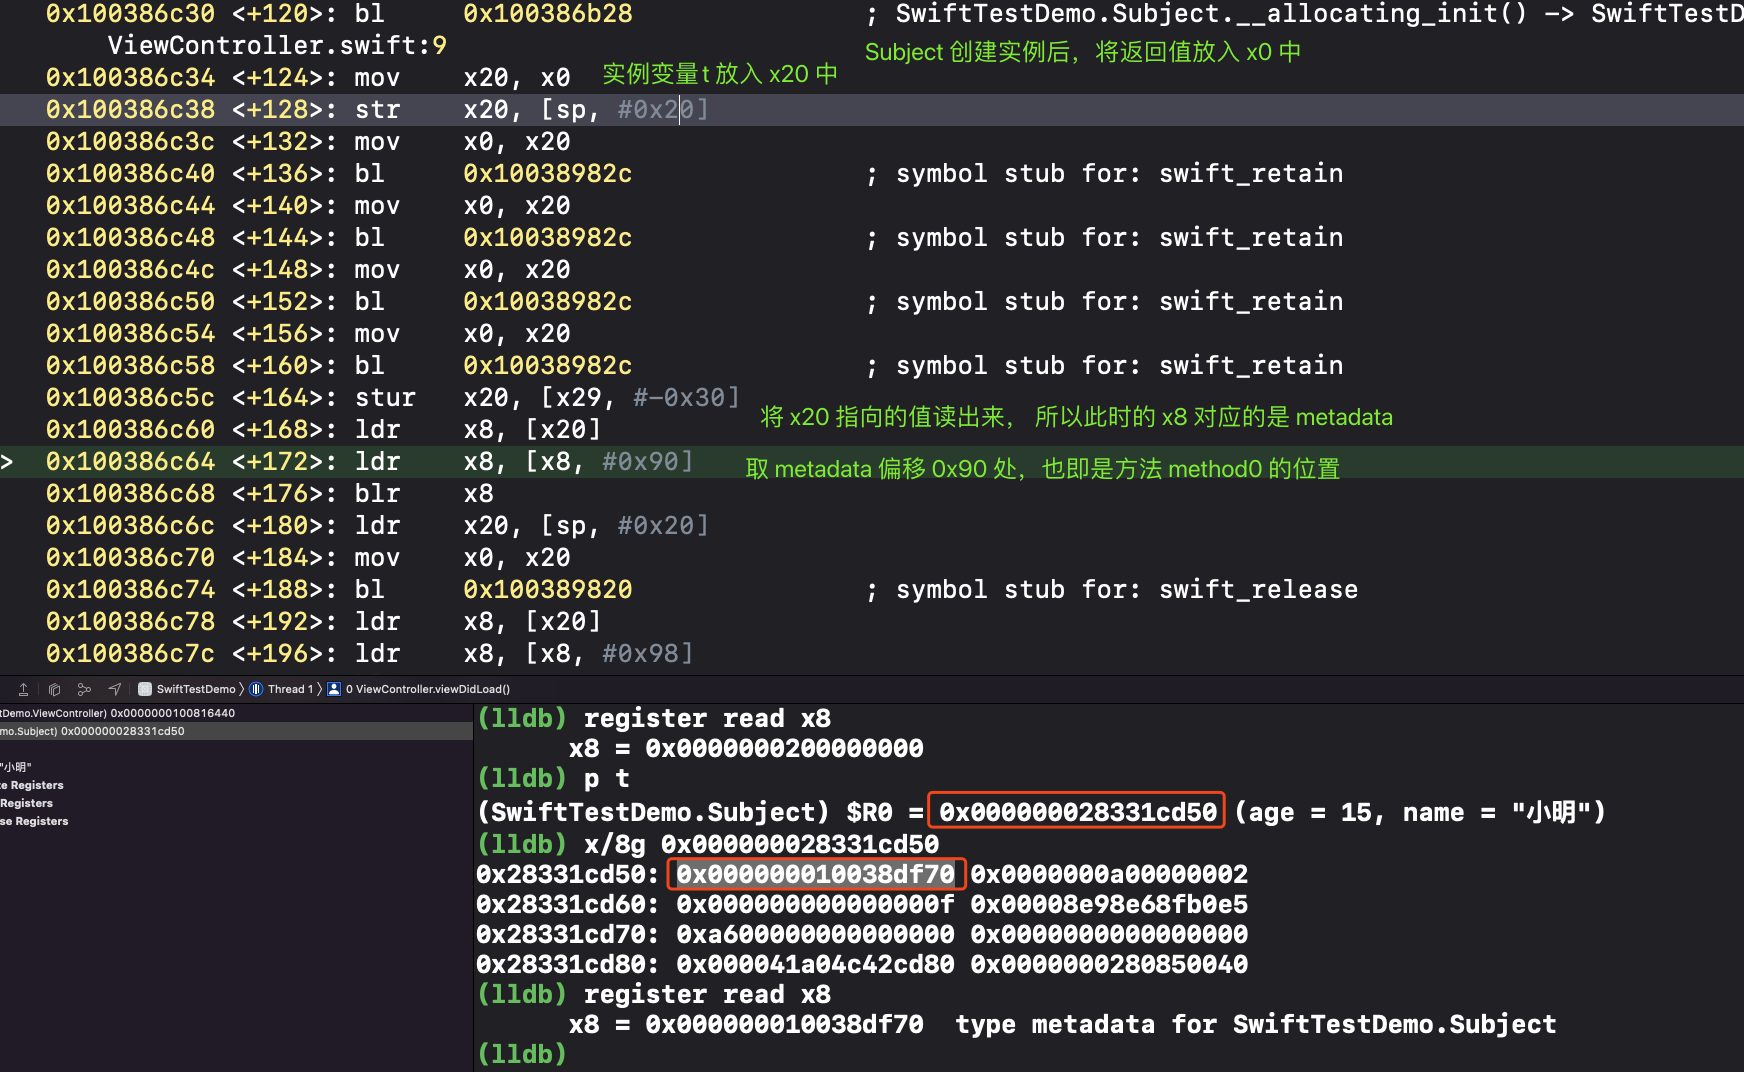 0x100386c30 <+120>: bl 0x100386b28 ; SwiftTestDemo.Subject.__allocating_init() -> SwiftTestD
ViewController.swift:9
Subject 创建实例后，将返回值放入 x0 中
0x100386c34 <+124>: mov x20, x0 实例变量t 放入 x20 中
0x100386c38 <+128>: str x20, [sp, #0x20]
0x100386c3c <+132>: mov x0, x20
0x100386c40 <+136>: bl 0x10038982c ; symbol stub for: swift_retain
0x100386c44 <+140>: mov x0, x20
0x100386c48 <+144>: bl 0x10038982c ; symbol stub for: swift_retain
0x100386c4c <+148>: mov x0, x20
0x100386c50 <+152>: bl 0x10038982c ; symbol stub for: swift_retain
0x100386c54 <+156>: mov x0, x20
0x100386c58 <+160>: bl 0x10038982c ; symbol stub for: swift_retain
0x100386c5c <+164>: stur x20, [x29, #-0x30]
将 x20 指向的值读出来， 所以此时的 x8 对应的是 metadata
0x100386c60 <+168>: ldr x8, [x20]
> 0x100386c64 <+172>: ldr x8, [x8, #0x90] 取 metadata 偏移 0x90 处，也即是方法 method0 的位置
0x100386c68 <+176>: blr x8
0x100386c6c <+180>: ldr x20, [sp, #0x20]
0x100386c70 <+184>: mov x0, x20
0x100386c74 <+188>: bl 0x100389820 ; symbol stub for: swift_release
0x100386c78 <+192>: ldr x8, [x20]
0x100386c7c <+196>: ldr x8, [x8, #0x98]
SwiftTestDemo 〉 Thread 1 〉 0 ViewController.viewDidLoad()
tDemo.ViewController) 0x0000000100816440
mo.Subject) 0x000000028331cd50
"小明"
te Registers
Registers
se Registers
(lldb) register read x8
x8 = 0x0000000200000000
(lldb) p t
(SwiftTestDemo.Subject) $R0 = 0x000000028331cd50 (age = 15, name = "小明")
(lldb) x/8g 0x000000028331cd50
0x28331cd50: 0x000000010038df70 0x0000000a00000002
0x28331cd60: 0x000000000000000f 0x00008e98e68fb0e5
0x28331cd70: 0xa600000000000000 0x0000000000000000
0x28331cd80: 0x000041a04c42cd80 0x0000000280850040
(lldb) register read x8
x8 = 0x000000010038df70 type metadata for SwiftTestDemo.Subject
(lldb)